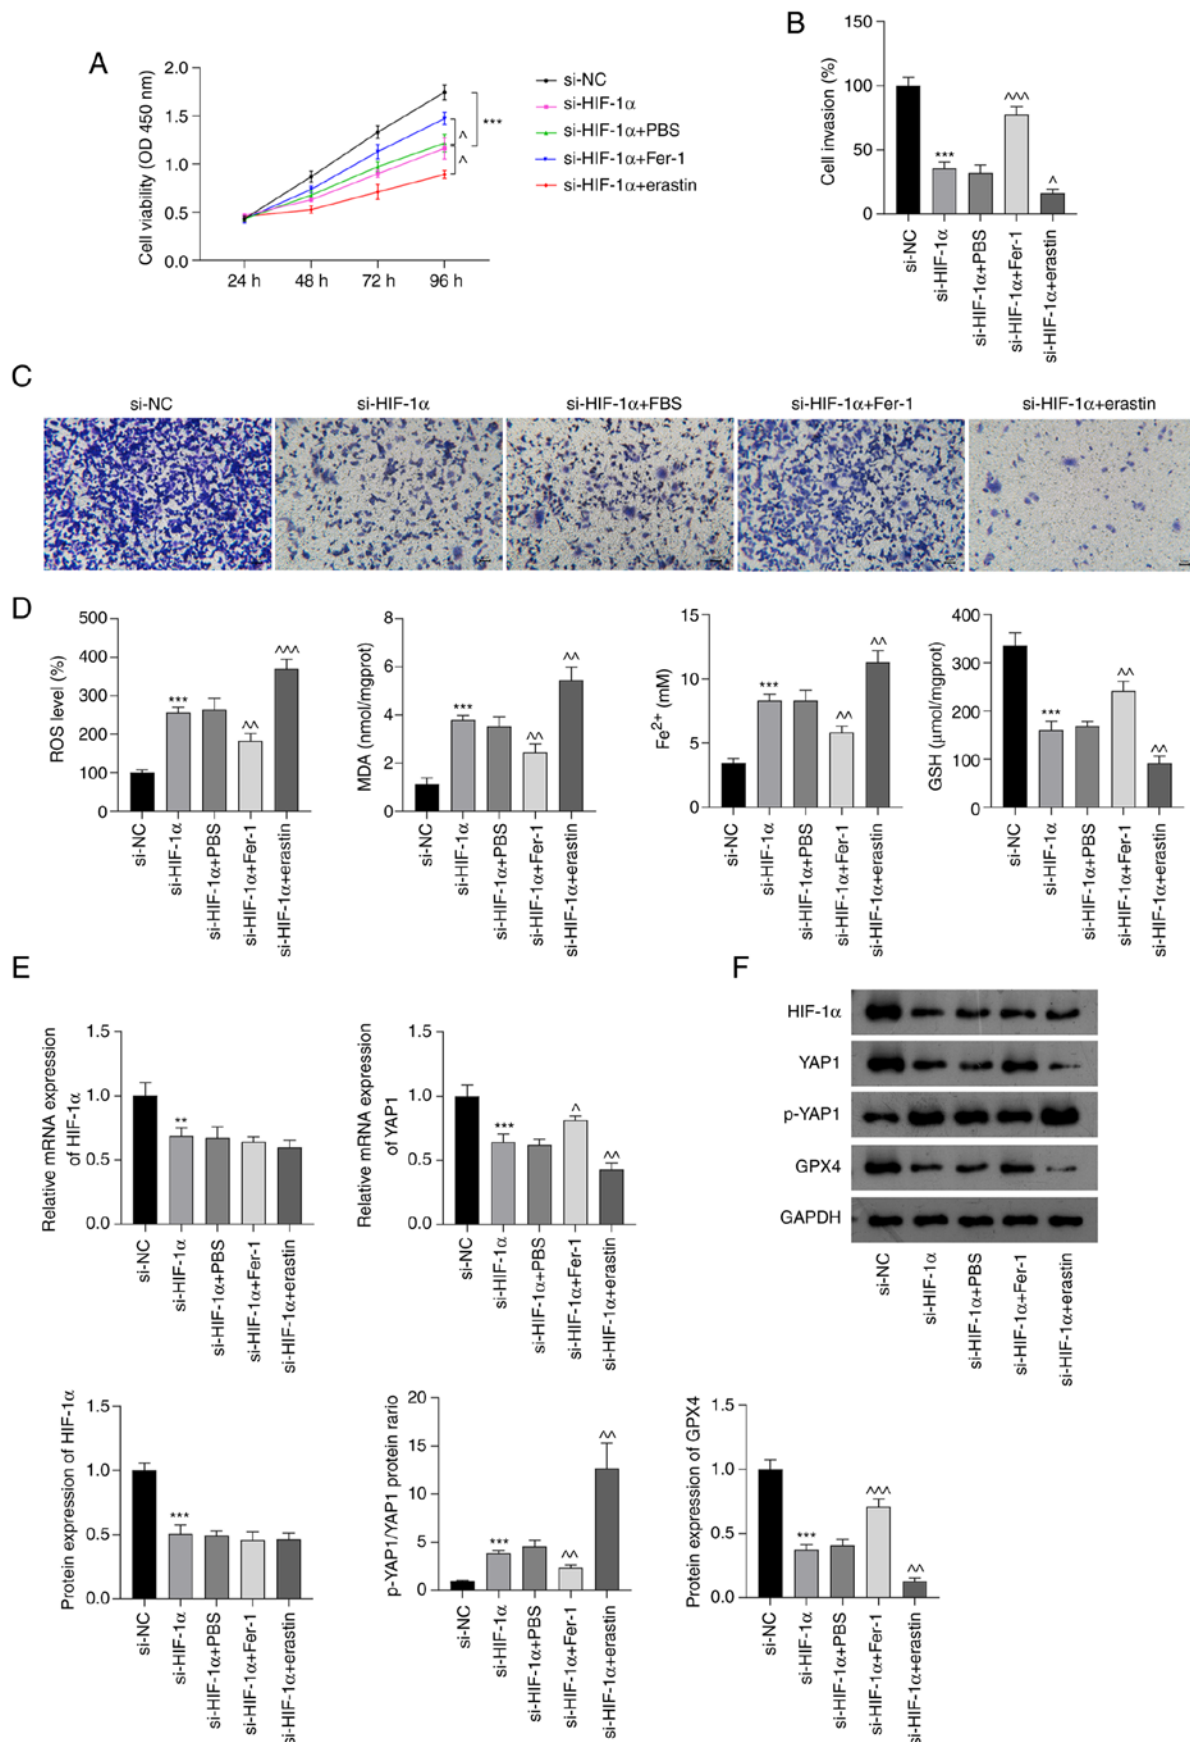 A
Cell viability (OD 450 nm)
2.0
1.5
1.0
0.5
0.0
24 h
48 h
72 h
96 h
***
^
^
si-NC
si-HIF-1α
si-HIF-1α+PBS
si-HIF-1α+Fer-1
si-HIF-1α+erastin
B
Cell invasion (%)
150
100
50
0
***
^^^
^
si-NC
si-HIF-1α
si-HIF-1α+PBS
si-HIF-1α+Fer-1
si-HIF-1α+erastin
C
si-NC
si-HIF-1α
si-HIF-1α+FBS
si-HIF-1α+Fer-1
si-HIF-1α+erastin
D
ROS level (%)
500
400
300
200
100
0
***
^^
^^^
si-NC
si-HIF-1α
si-HIF-1α+PBS
si-HIF-1α+Fer-1
si-HIF-1α+erastin
MDA (nmol/mgprot)
8
6
4
2
0
***
^^
^^
si-NC
si-HIF-1α
si-HIF-1α+PBS
si-HIF-1α+Fer-1
si-HIF-1α+erastin
Fe2+ (mM)
15
10
5
0
***
^^
^^
si-NC
si-HIF-1α
si-HIF-1α+PBS
si-HIF-1α+Fer-1
si-HIF-1α+erastin
GSH (μmol/mgprot)
400
300
200
100
0
***
^^
^^
si-NC
si-HIF-1α
si-HIF-1α+PBS
si-HIF-1α+Fer-1
si-HIF-1α+erastin
E
Relative mRNA expression
of HIF-1α
1.5
1.0
0.5
0.0
**
si-NC
si-HIF-1α
si-HIF-1α+PBS
si-HIF-1α+Fer-1
si-HIF-1α+erastin
Relative mRNA expression
of YAP1
1.5
1.0
0.5
0.0
***
^
^^
si-NC
si-HIF-1α
si-HIF-1α+PBS
si-HIF-1α+Fer-1
si-HIF-1α+erastin
F
HIF-1α
YAP1
p-YAP1
GPX4
GAPDH
si-NC
si-HIF-1α
si-HIF-1α+PBS
si-HIF-1α+Fer-1
si-HIF-1α+erastin
Protein expression of HIF-1α
1.5
1.0
0.5
0.0
***
si-NC
si-HIF-1α
si-HIF-1α+PBS
si-HIF-1α+Fer-1
si-HIF-1α+erastin
p-YAP1/YAP1 protein rario
20
15
10
5
0
***
^^
^^
si-NC
si-HIF-1α
si-HIF-1α+PBS
si-HIF-1α+Fer-1
si-HIF-1α+erastin
Protein expression of GPX4
1.5
1.0
0.5
0.0
***
^^^
^^
si-NC
si-HIF-1α
si-HIF-1α+PBS
si-HIF-1α+Fer-1
si-HIF-1α+erastin